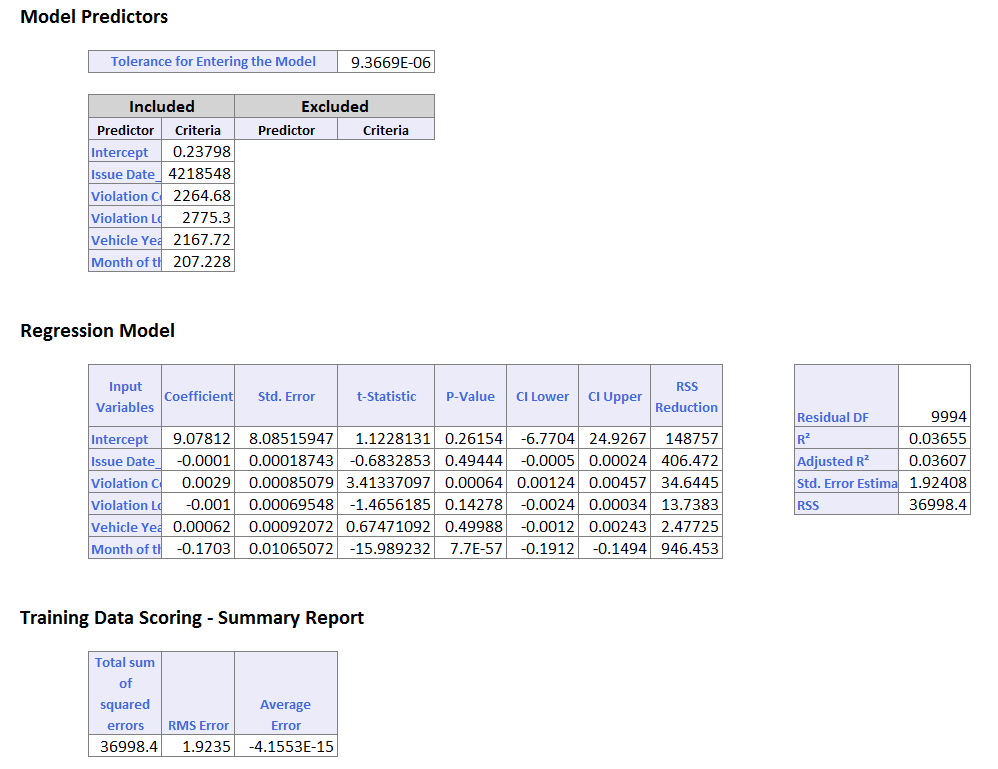 Model Predictors
Tolerance for Entering the Model 9.3669E-06
Included Excluded
Predictor Criteria Predictor Criteria
Intercept 0.23798
Issue Date_ 4218548
Violation Co 2264.68
Violation Lo 2775.3
Vehicle Yea 2167.72
Month of th 207.228
Regression Model
Input Variables Coefficient Std. Error t-Statistic P-Value CI Lower CI Upper RSS Reduction
Intercept 9.07812 8.08515947 1.1228131 0.26154 -6.7704 24.9267 148757
Issue Date_ -0.0001 0.00018743 -0.6832853 0.49444 -0.0005 0.00024 406.472
Violation Co 0.0029 0.00085079 3.41337097 0.00064 0.00124 0.00457 34.6445
Violation Lo -0.001 0.00069548 -1.4656185 0.14278 -0.0024 0.00034 13.7383
Vehicle Yea 0.00062 0.00092072 0.67471092 0.49988 -0.0012 0.00243 2.47725
Month of th -0.1703 0.01065072 -15.989232 7.7E-57 -0.1912 -0.1494 946.453
Residual DF 9994
R² 0.03655
Adjusted R² 0.03607
Std. Error Estima 1.92408
RSS 36998.4
Training Data Scoring - Summary Report
Total sum of squared errors RMS Error Average Error
36998.4 1.9235 -4.1553E-15